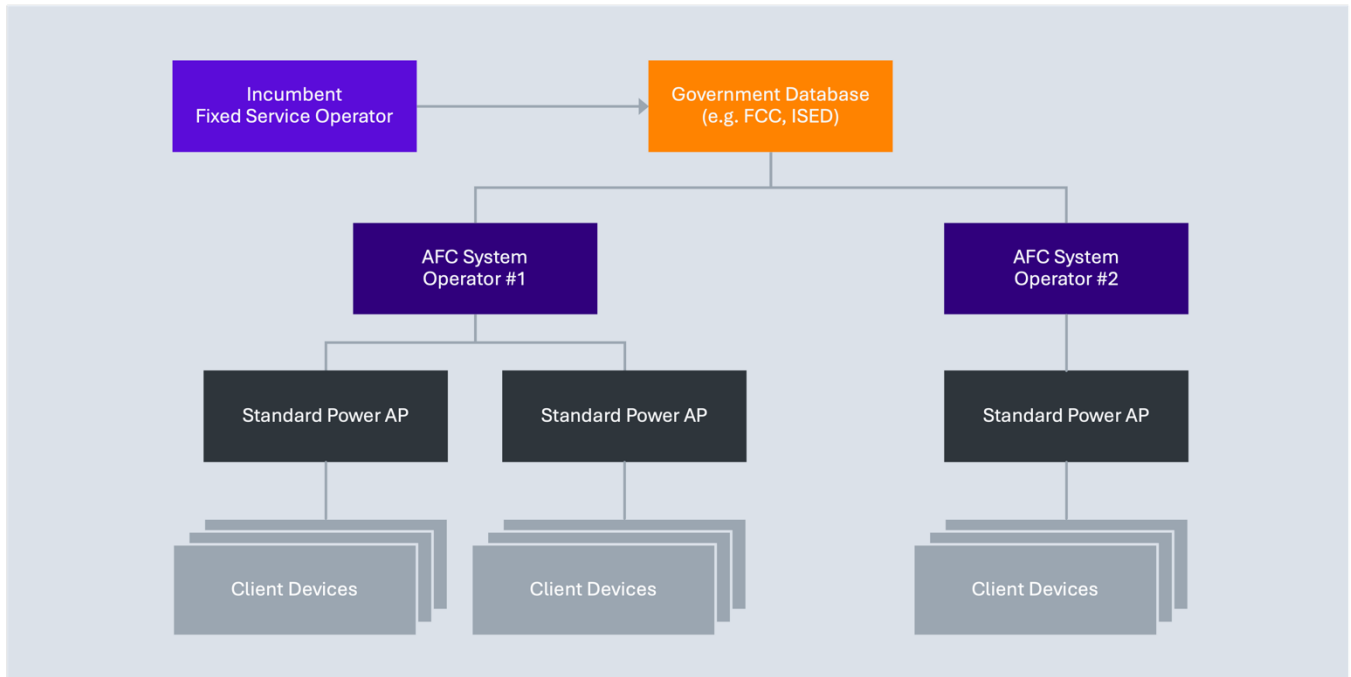 Incumbent
Fixed Service Operator
Government Database
(e.g. FCC, ISED)
AFC System
Operator #1
AFC System
Operator #2
Standard Power AP
Standard Power AP
Standard Power AP
Client Devices
Client Devices
Client Devices